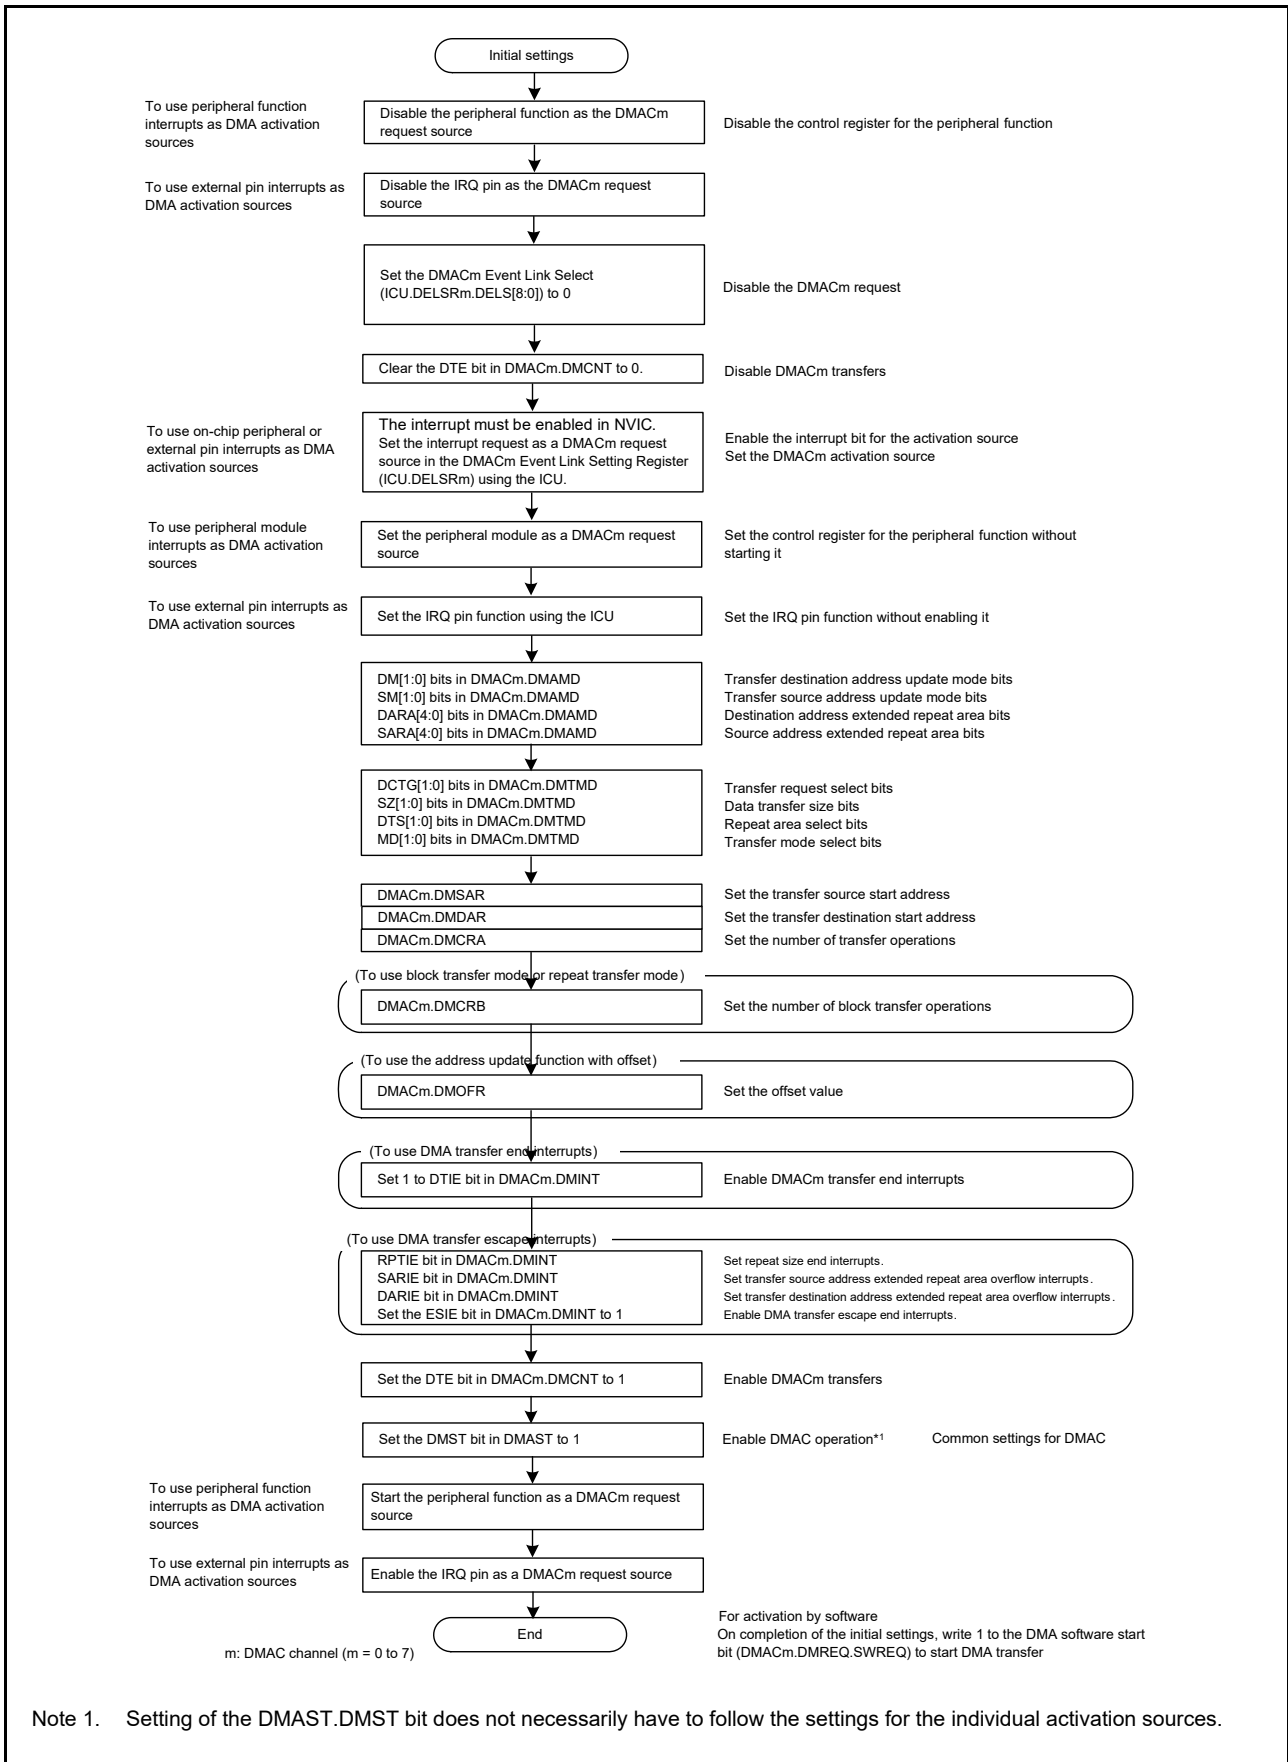 Initial settings
To use peripheral function
interrupts as DMA activation
sources
Disable the peripheral function as the DMACm
request source
Disable the control register for the peripheral function
To use external pin interrupts as
DMA activation sources
Disable the IRQ pin as the DMACm request
source
Set the DMACm Event Link Select
(ICU.DELSRm.DELS[8:0]) to 0
Disable the DMACm request
Clear the DTE bit in DMACm.DMCNT to 0.
Disable DMACm transfers
To use on-chip peripheral or
external pin interrupts as DMA
activation sources
The interrupt must be enabled in NVIC.
Set the interrupt request as a DMACm request
source in the DMACm Event Link Setting Register
(ICU.DELSRm) using the ICU.
Enable the interrupt bit for the activation source
Set the DMACm activation source
To use peripheral module
interrupts as DMA activation
sources
Set the peripheral module as a DMACm request
source
Set the control register for the peripheral function without
starting it
To use external pin interrupts as
DMA activation sources
Set the IRQ pin function using the ICU
Set the IRQ pin function without enabling it
DM[1:0] bits in DMACm.DMAMD
SM[1:0] bits in DMACm.DMAMD
DARA[4:0] bits in DMACm.DMAMD
SARA[4:0] bits in DMACm.DMAMD
Transfer destination address update mode bits
Transfer source address update mode bits
Destination address extended repeat area bits
Source address extended repeat area bits
DCTG[1:0] bits in DMACm.DMTMD
SZ[1:0] bits in DMACm.DMTMD
DTS[1:0] bits in DMACm.DMTMD
MD[1:0] bits in DMACm.DMTMD
Transfer request select bits
Data transfer size bits
Repeat area select bits
Transfer mode select bits
DMACm.DMSAR
Set the transfer source start address
DMACm.DMDAR
Set the transfer destination start address
DMACm.DMCRA
Set the number of transfer operations
(To use block transfer mode or repeat transfer mode)
DMACm.DMCRB
Set the number of block transfer operations
(To use the address update function with offset)
DMACm.DMOFR
Set the offset value
(To use DMA transfer end interrupts)
Set 1 to DTIE bit in DMACm.DMINT
Enable DMACm transfer end interrupts
(To use DMA transfer escape interrupts)
RPTIE bit in DMACm.DMINT
SARIE bit in DMACm.DMINT
DARIE bit in DMACm.DMINT
Set the ESIE bit in DMACm.DMINT to 1
Set repeat size end interrupts.
Set transfer source address extended repeat area overflow interrupts.
Set transfer destination address extended repeat area overflow interrupts.
Enable DMA transfer escape end interrupts.
Set the DTE bit in DMACm.DMCNT to 1
Enable DMACm transfers
Set the DMST bit in DMAST to 1
Enable DMAC operation*1
Common settings for DMAC
To use peripheral function
interrupts as DMA activation
sources
Start the peripheral function as a DMACm request
source
To use external pin interrupts as
DMA activation sources
Enable the IRQ pin as a DMACm request source
End
For activation by software
On completion of the initial settings, write 1 to the DMA software start
bit (DMACm.DMREQ.SWREQ) to start DMA transfer
m: DMAC channel (m = 0 to 7)
Note 1. Setting of the DMAST.DMST bit does not necessarily have to follow the settings for the individual activation sources.